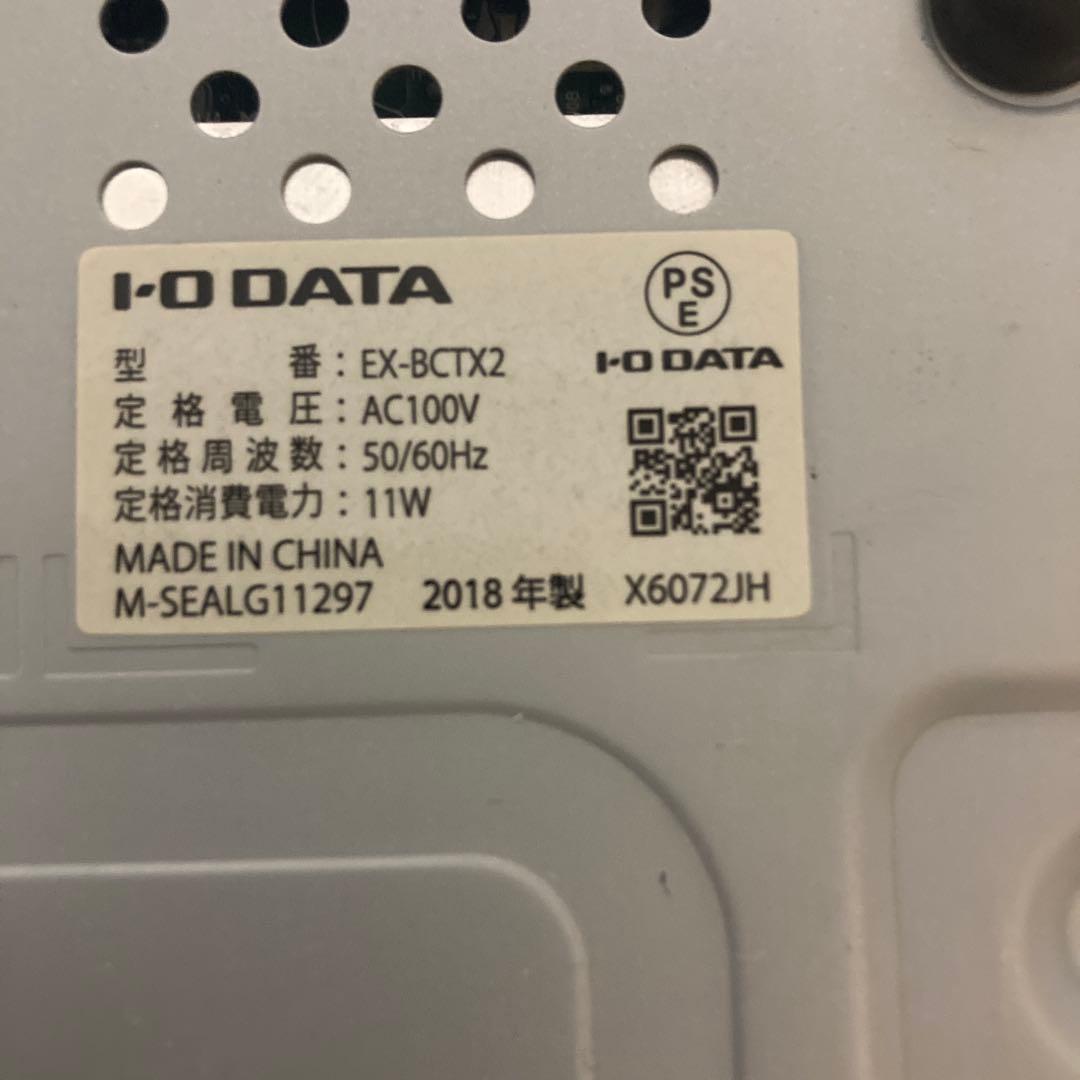 I-O DATA
PS
E
I-O DATA
型番：EX-BCTX2
定格電圧：AC100V
定格周波数：50/60Hz
定格消費電力：11W
MADE IN CHINA
M-SEALG11297 2018年製 X6072JH